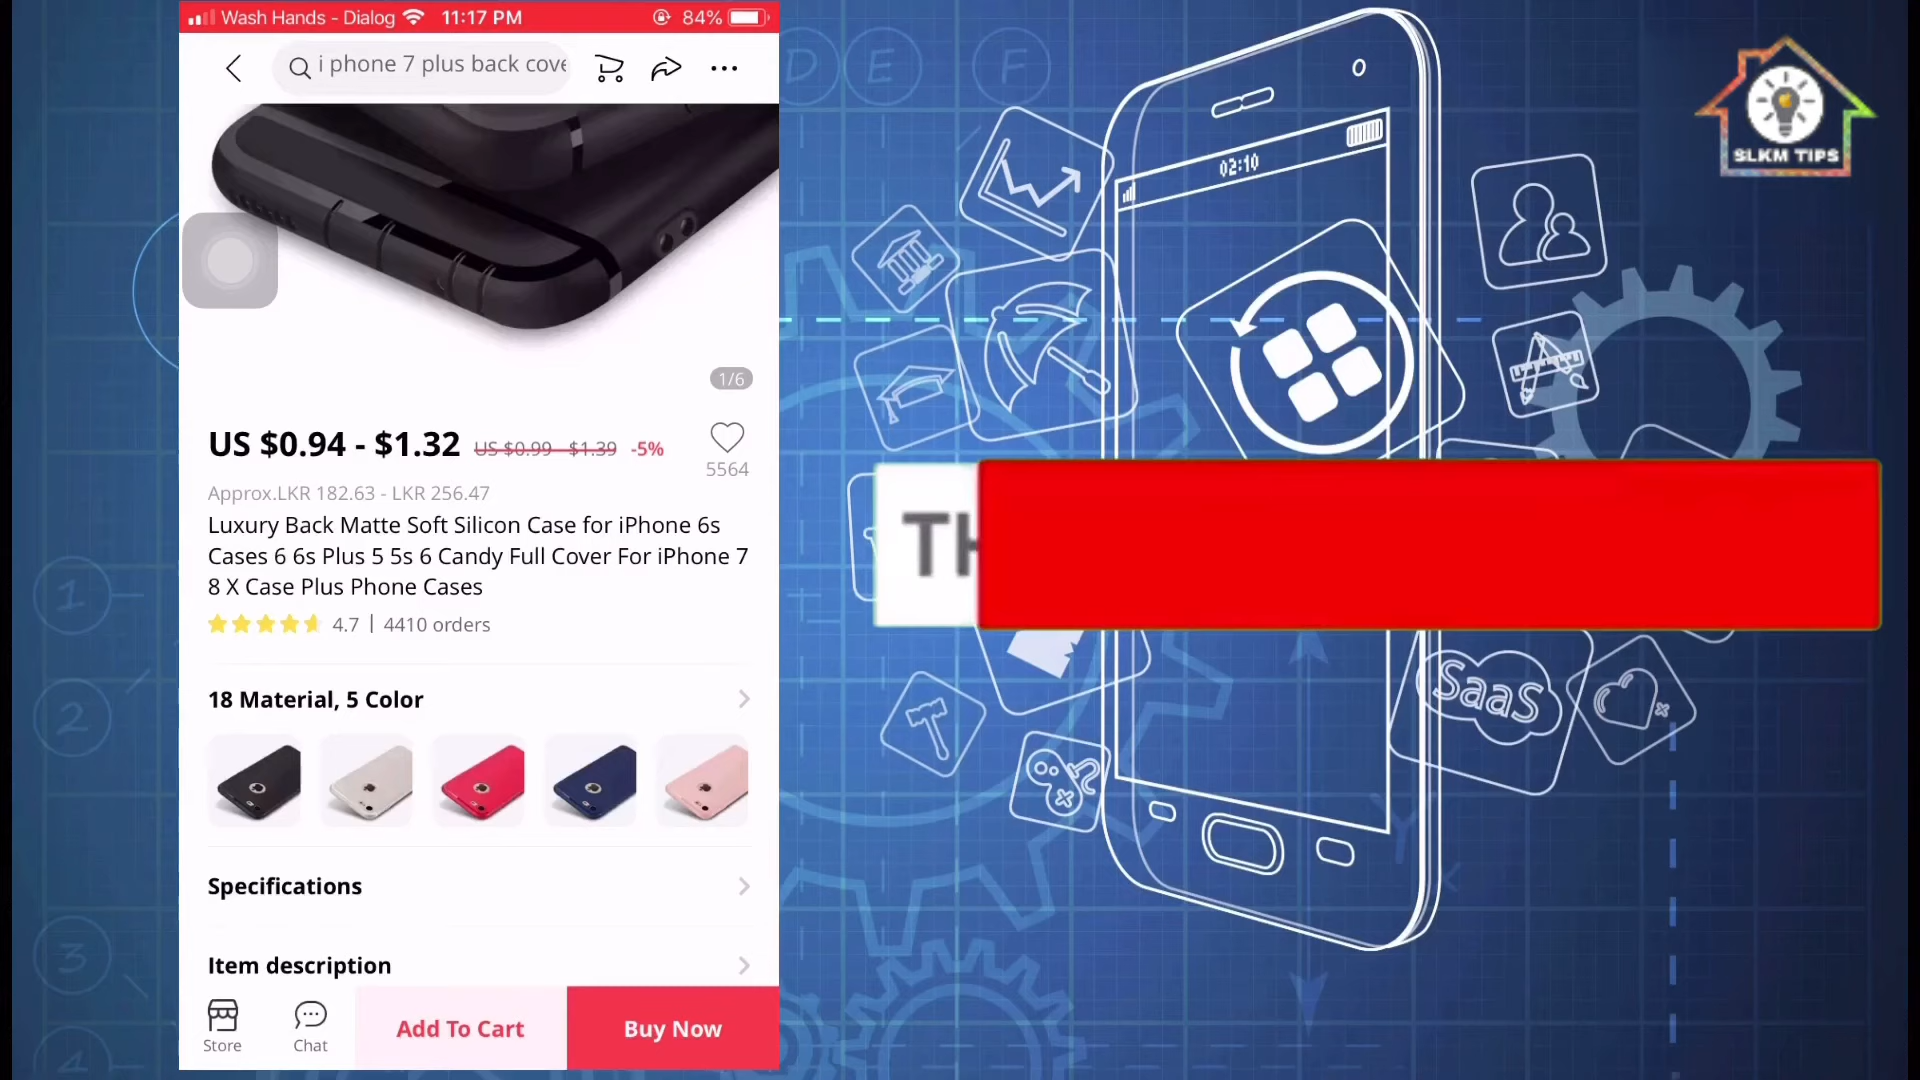 Wash Hands - Dialog 11:17 PM 84%
i phone 7 plus back cove
1/6
US $0.94 - $1.32 US $0.99 - $1.39 -5%
5564
Approx.LKR 182.63 - LKR 256.47
Luxury Back Matte Soft Silicon Case for iPhone 6s
Cases 6 6s Plus 5 5s 6 Candy Full Cover For iPhone 7
8 X Case Plus Phone Cases
4.7 | 4410 orders
18 Material, 5 Color
Specifications
Item description
Store
Chat
Add To Cart
Buy Now
D E F
02:10
SLKM TIPS
TH
SaaS
1
2
3
4